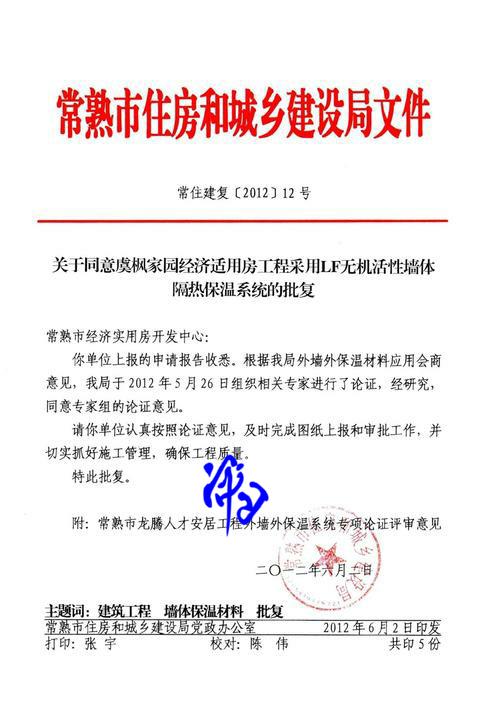 常熟市住房和城乡建设局文件
常住建复〔2012〕12号
关于同意虞枫家园经济适用房工程采用LF无机活性墙体
隔热保温系统的批复
常熟市经济实用房开发中心：
你单位上报的申请报告收悉。根据我局外墙外保温材料应用会商
意见，我局于2012年5月26日组织相关专家进行了论证，经研究，
同意专家组的论证意见。
请你单位认真按照论证意见，及时完成图纸上报和审批工作，并
切实抓好施工管理，确保工程质量。
特此批复。
附：常熟市龙腾人才安居工程外墙外保温系统专项论证评审意见
二〇一二年六月二日
主题词：建筑工程 墙体保温材料 批复
常熟市住房和城乡建设局党政办公室 2012年6月2日印发
打印：张宇 校对：陈伟 共印5份